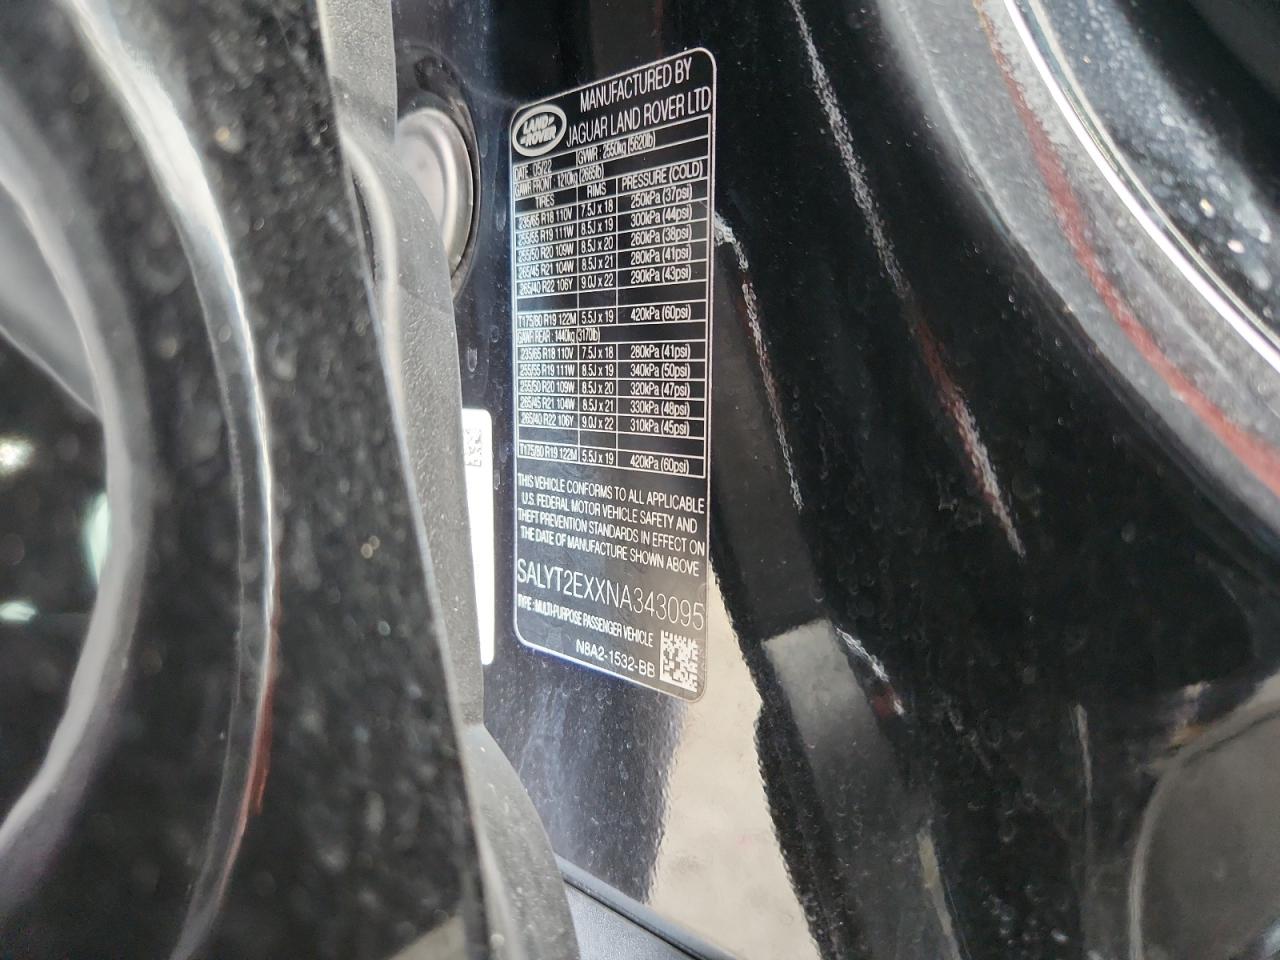 LAND
ROVER
MANUFACTURED BY
JAGUAR LAND ROVER LTD
DATE : 05/22 GVWR : 2550kg (5620lb)
GAWR FRONT : 1210kg (2665lb)
TIRES RIMS PRESSURE (COLD)
235/65 R18 110V 7.5J x 18 250kPa (37psi)
255/55 R19 111W 8.5J x 19 300kPa (44psi)
255/50 R20 109W 8.5J x 20 260kPa (38psi)
265/45 R21 104W 8.5J x 21 280kPa (41psi)
265/40 R22 106Y 9.0J x 22 290kPa (43psi)
T175/80 R19 122M 5.5J x 19 420kPa (60psi)
GAWR REAR : 1440kg (3170lb)
235/65 R18 110V 7.5J x 18 280kPa (41psi)
255/55 R19 111W 8.5J x 19 340kPa (50psi)
255/50 R20 109W 8.5J x 20 320kPa (47psi)
265/45 R21 104W 8.5J x 21 330kPa (48psi)
265/40 R22 106Y 9.0J x 22 310kPa (45psi)
T175/80 R19 122M 5.5J x 19 420kPa (60psi)
THIS VEHICLE CONFORMS TO ALL APPLICABLE
U.S. FEDERAL MOTOR VEHICLE SAFETY AND
THEFT PREVENTION STANDARDS IN EFFECT ON
THE DATE OF MANUFACTURE SHOWN ABOVE
SALYT2EXXNA343095
TYPE : MULTI-PURPOSE PASSENGER VEHICLE
N8A2-1532-BB